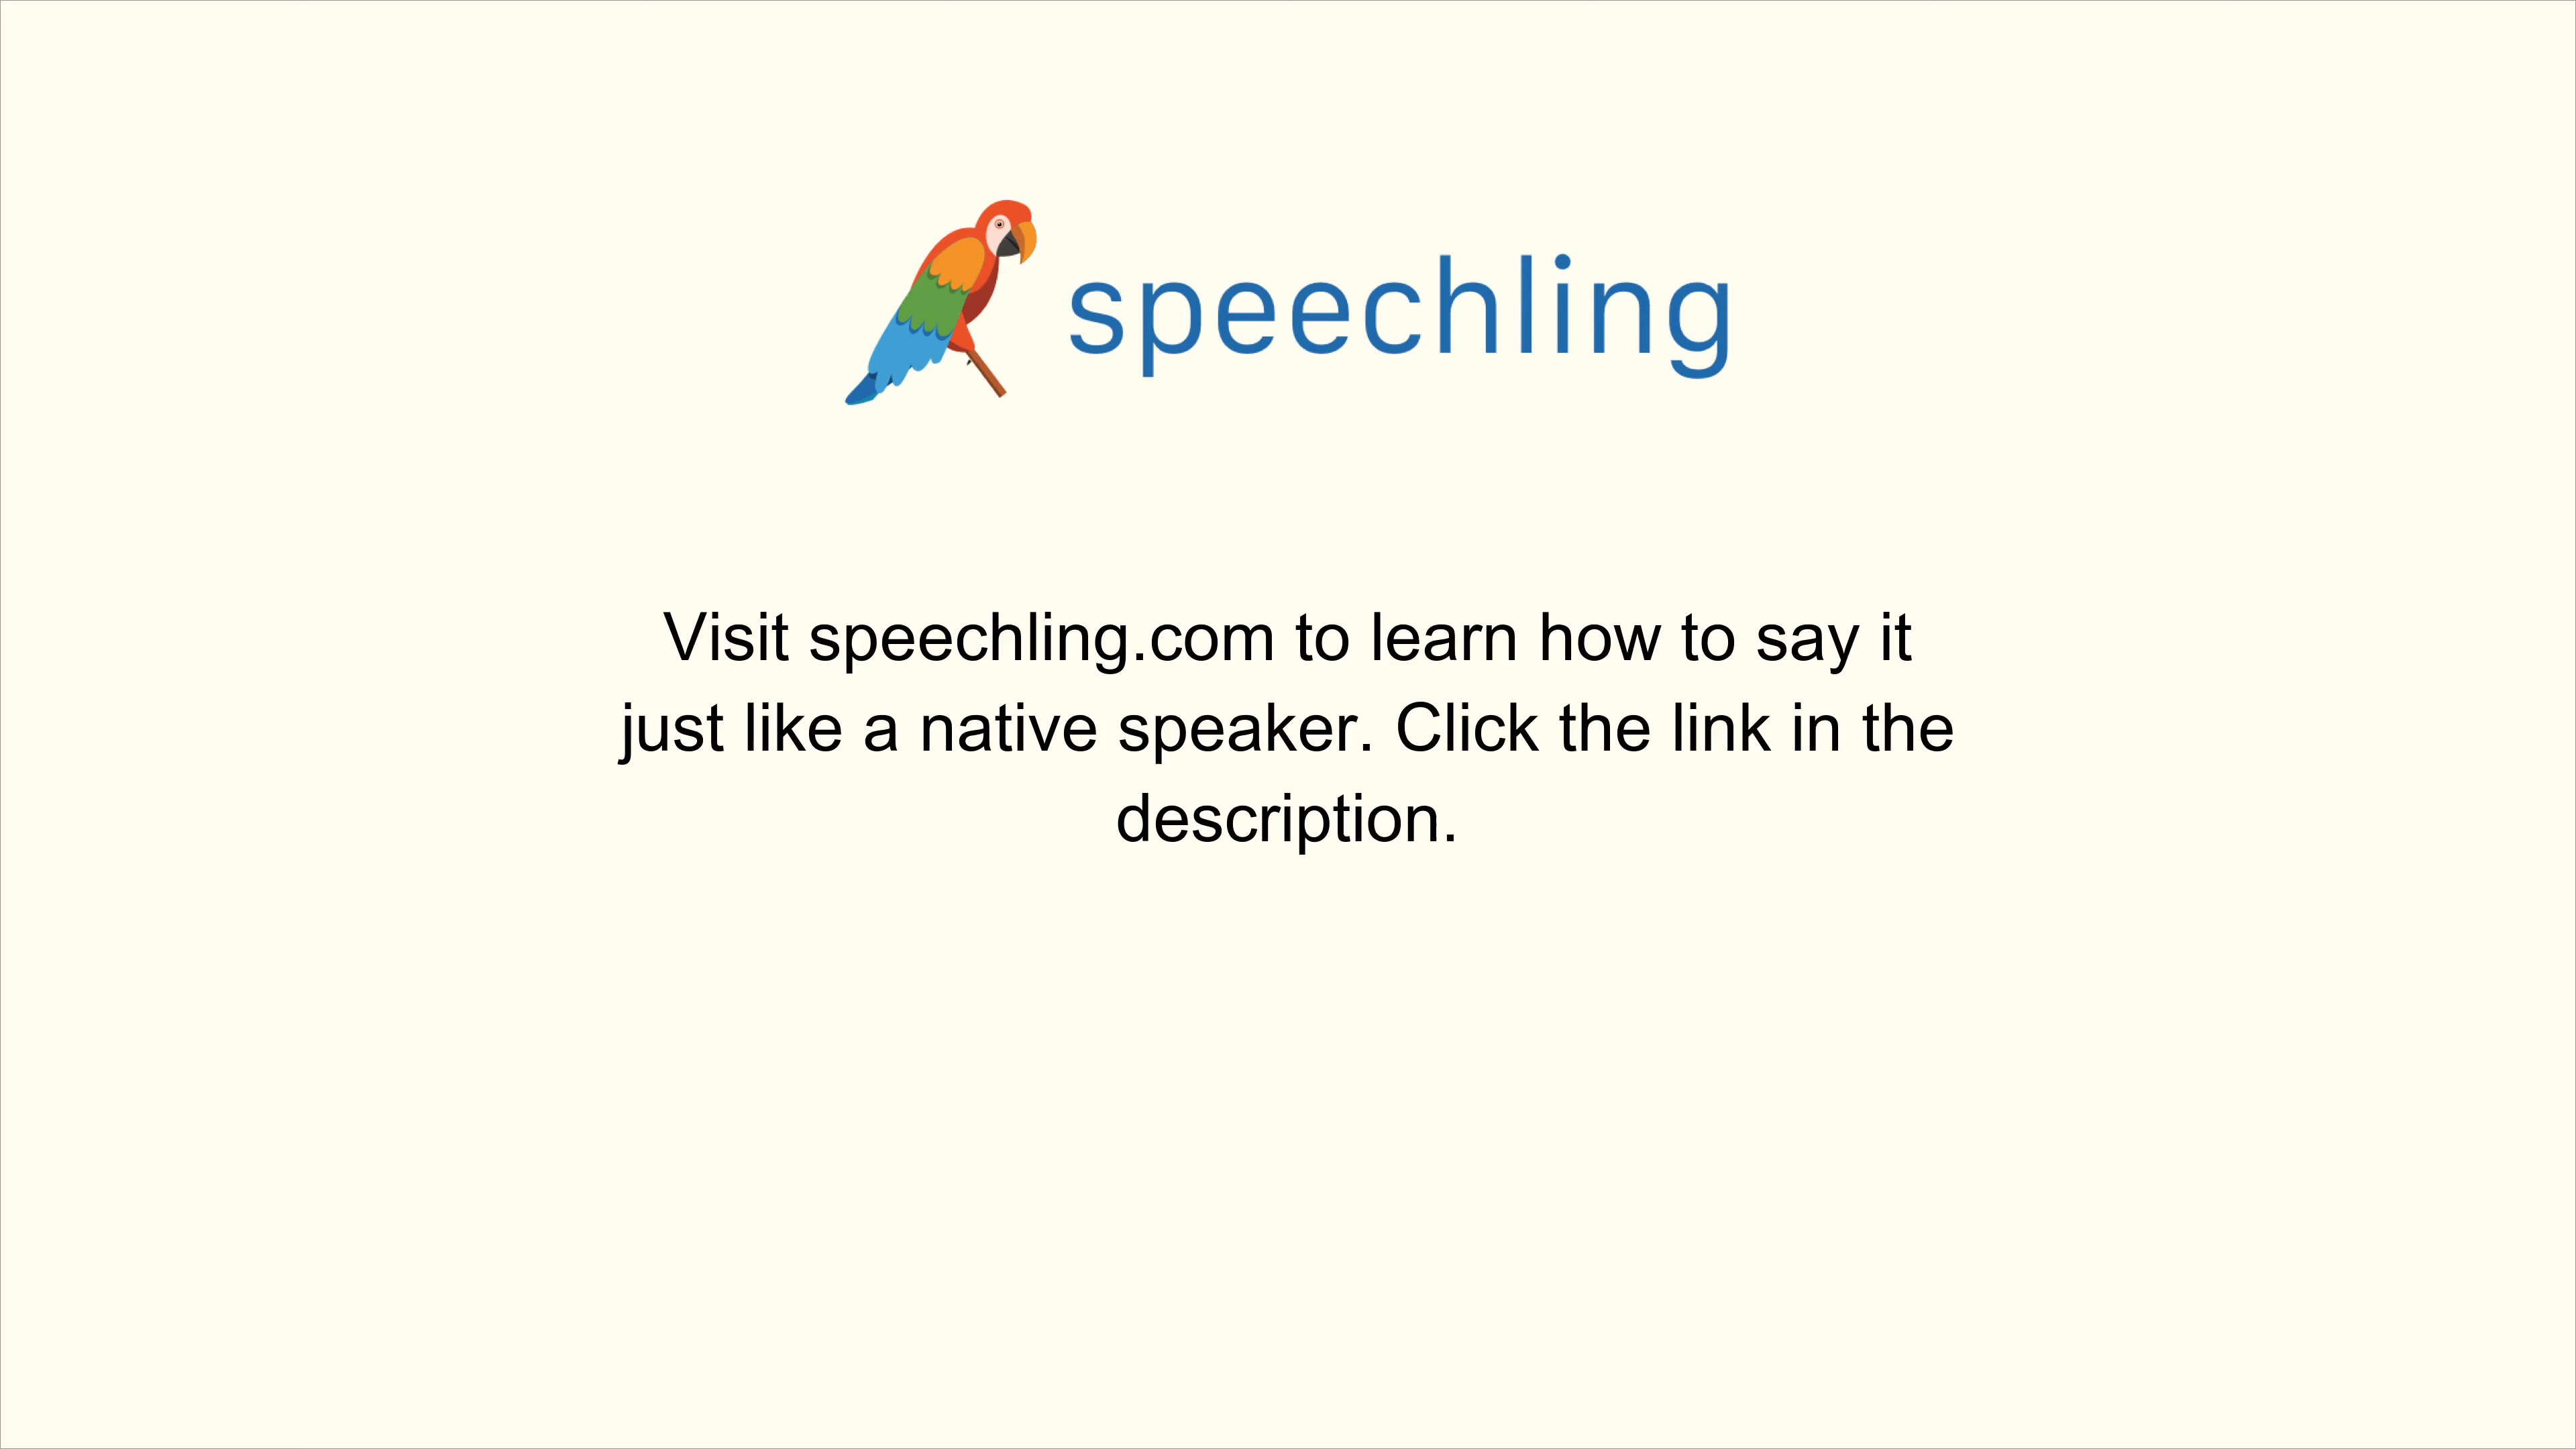 speechling
Visit speechling.com to learn how to say it
just like a native speaker. Click the link in the
description.